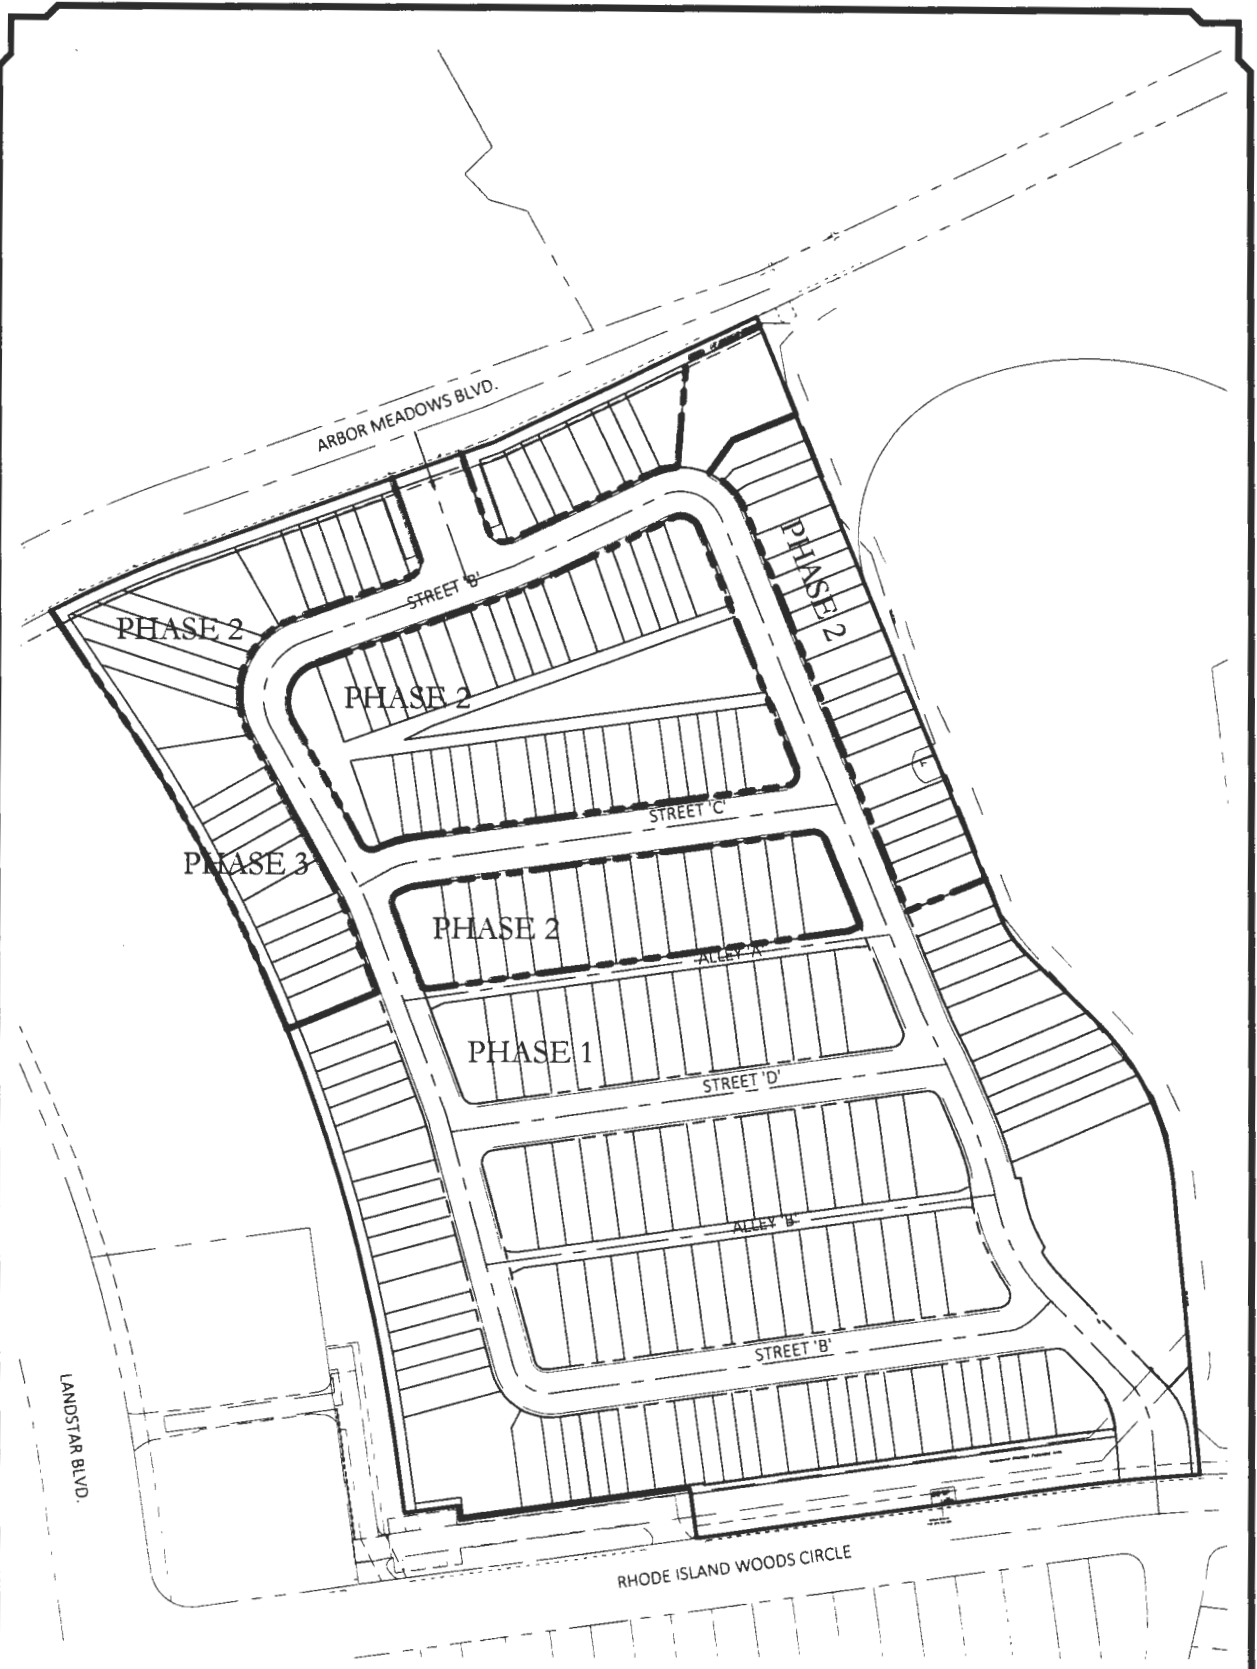 ARBOR MEADOWS BLVD.
STREET 'B'
PHASE 2
PHASE 2
PHASE 2
STREET 'C'
PHASE 3
PHASE 2
ALLEY 'A'
PHASE 1
STREET 'D'
ALLEY 'B'
STREET 'B'
LANDSTAR BLVD.
RHODE ISLAND WOODS CIRCLE